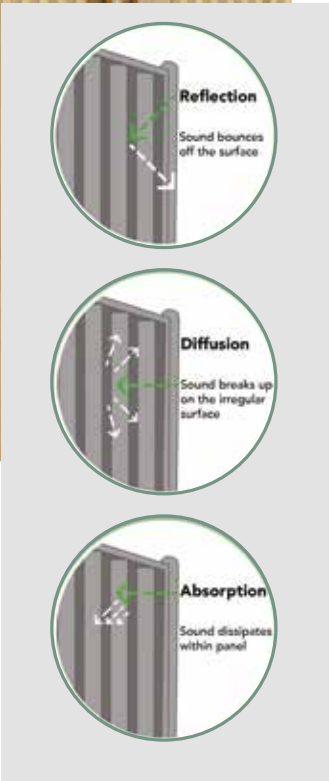 Reflection
Sound bounces
off the surface
Diffusion
Sound breaks up
on the irregular
surface
Absorption
Sound dissipates
within panel